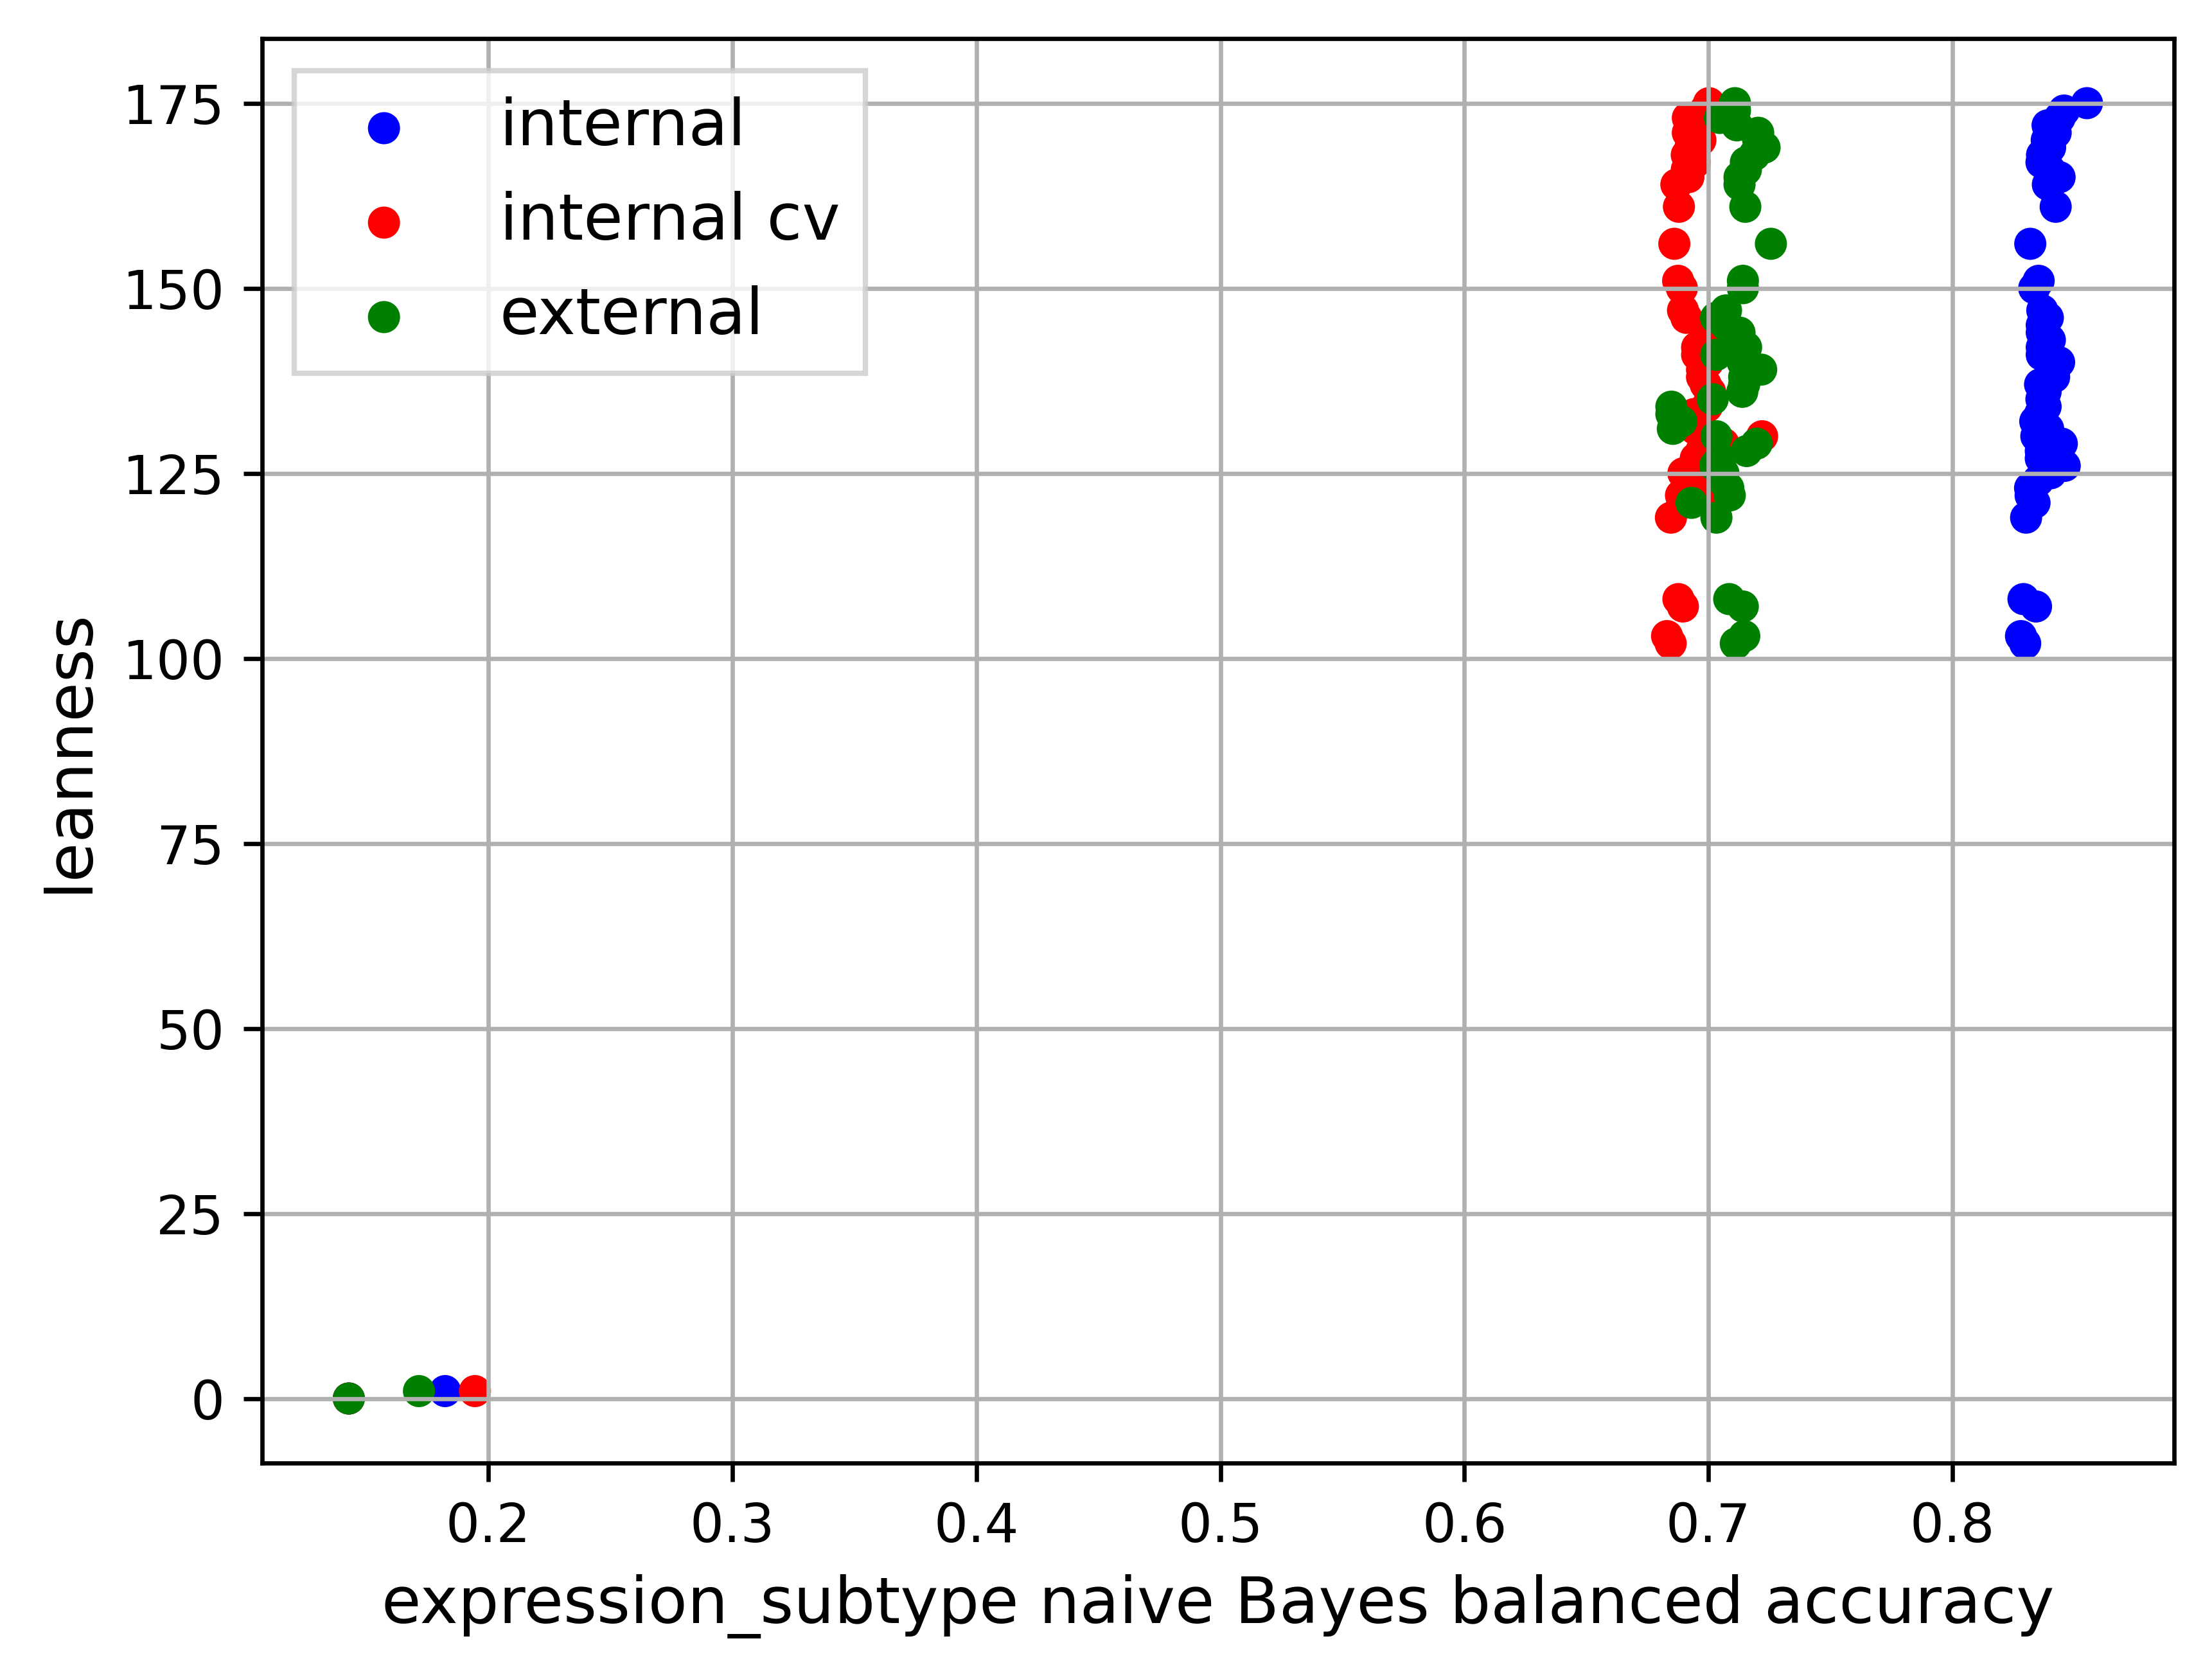 internal
internal cv
external
175
150
125
100
75
50
25
0
leanness
0.2 0.3 0.4 0.5 0.6 0.7 0.8
expression_subtype naive Bayes balanced accuracy